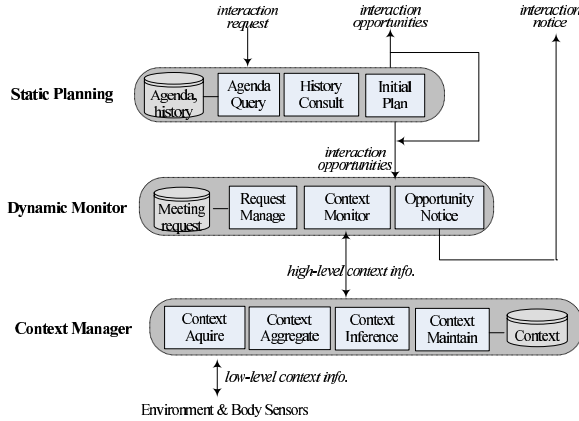 interaction
request
interaction
opportunities
interaction
notice
Static Planning
Agenda,
history
Agenda
Query
History
Consult
Initial
Plan
interaction
opportunities
Dynamic Monitor
Meeting
request
Request
Manage
Context
Monitor
Opportunity
Notice
high-level context info.
Context Manager
Context
Aquire
Context
Aggregate
Context
Inference
Context
Maintain
Context
low-level context info.
Environment & Body Sensors